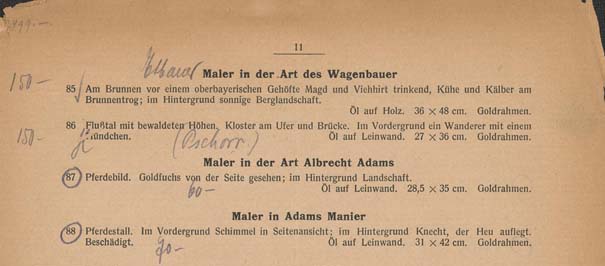 11
Maler in der Art des Wagenbauer
150-
85 Am Brunnen vor einem oberbayerischen Gehöfte Magd und Viehhirt trinkend, Kühe und Kälber am
Brunnentrog; im Hintergrund sonnige Berglandschaft.
Öl auf Holz. 36 × 48 cm. Goldrahmen.
150-
86 Flußtal mit bewaldeten Höhen, Kloster am Ufer und Brücke. Im Vordergrund ein Wanderer mit einem
Hündchen. (Pschorr.) Öl auf Leinwand. 27 × 36 cm. Goldrahmen.
Maler in der Art Albrecht Adams
87 Pferdebild. Goldfuchs von der Seite gesehen; im Hintergrund Landschaft.
60- Öl auf Leinwand. 28,5 × 35 cm. Goldrahmen.
Maler in Adams Manier
88 Pferdestall. Im Vordergrund Schimmel in Seitenansicht; im Hintergrund Knecht, der Heu auflegt.
Beschädigt. Öl auf Leinwand. 31 × 42 cm. Goldrahmen.